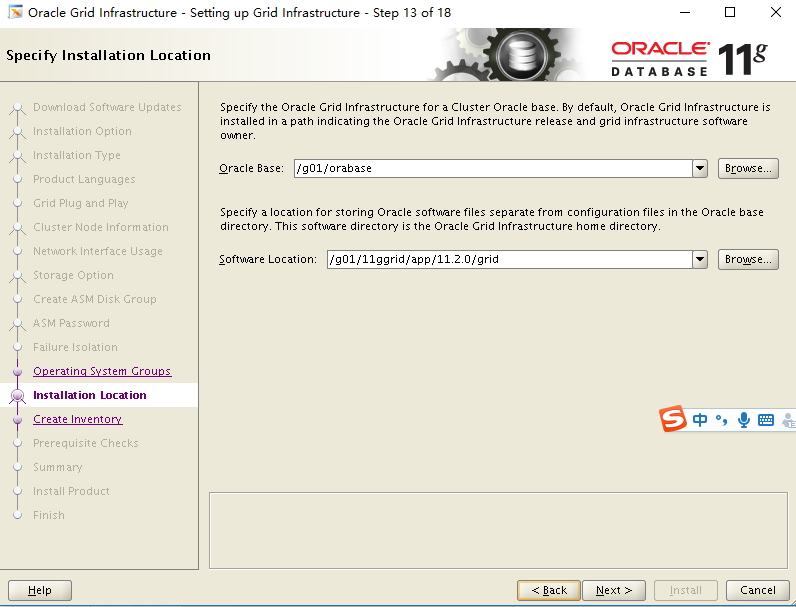 Oracle Grid Infrastructure - Setting up Grid Infrastructure - Step 13 of 18
Specify Installation Location
ORACLE
DATABASE 11g
Download Software Updates
Installation Option
Installation Type
Product Languages
Grid Plug and Play
Cluster Node Information
Network Interface Usage
Storage Option
Create ASM Disk Group
ASM Password
Failure Isolation
Operating System Groups
Installation Location
Create Inventory
Prerequisite Checks
Summary
Install Product
Finish
Specify the Oracle Grid Infrastructure for a Cluster Oracle base. By default, Oracle Grid Infrastructure is
installed in a path indicating the Oracle Grid Infrastructure release and grid infrastructure software
owner.
Oracle Base: /g01/orabase Browse...
Specify a location for storing Oracle software files separate from configuration files in the Oracle base
directory. This software directory is the Oracle Grid Infrastructure home directory.
Software Location: /g01/11ggrid/app/11.2.0/grid Browse...
S 中 °,
Help < Back Next > Install Cancel